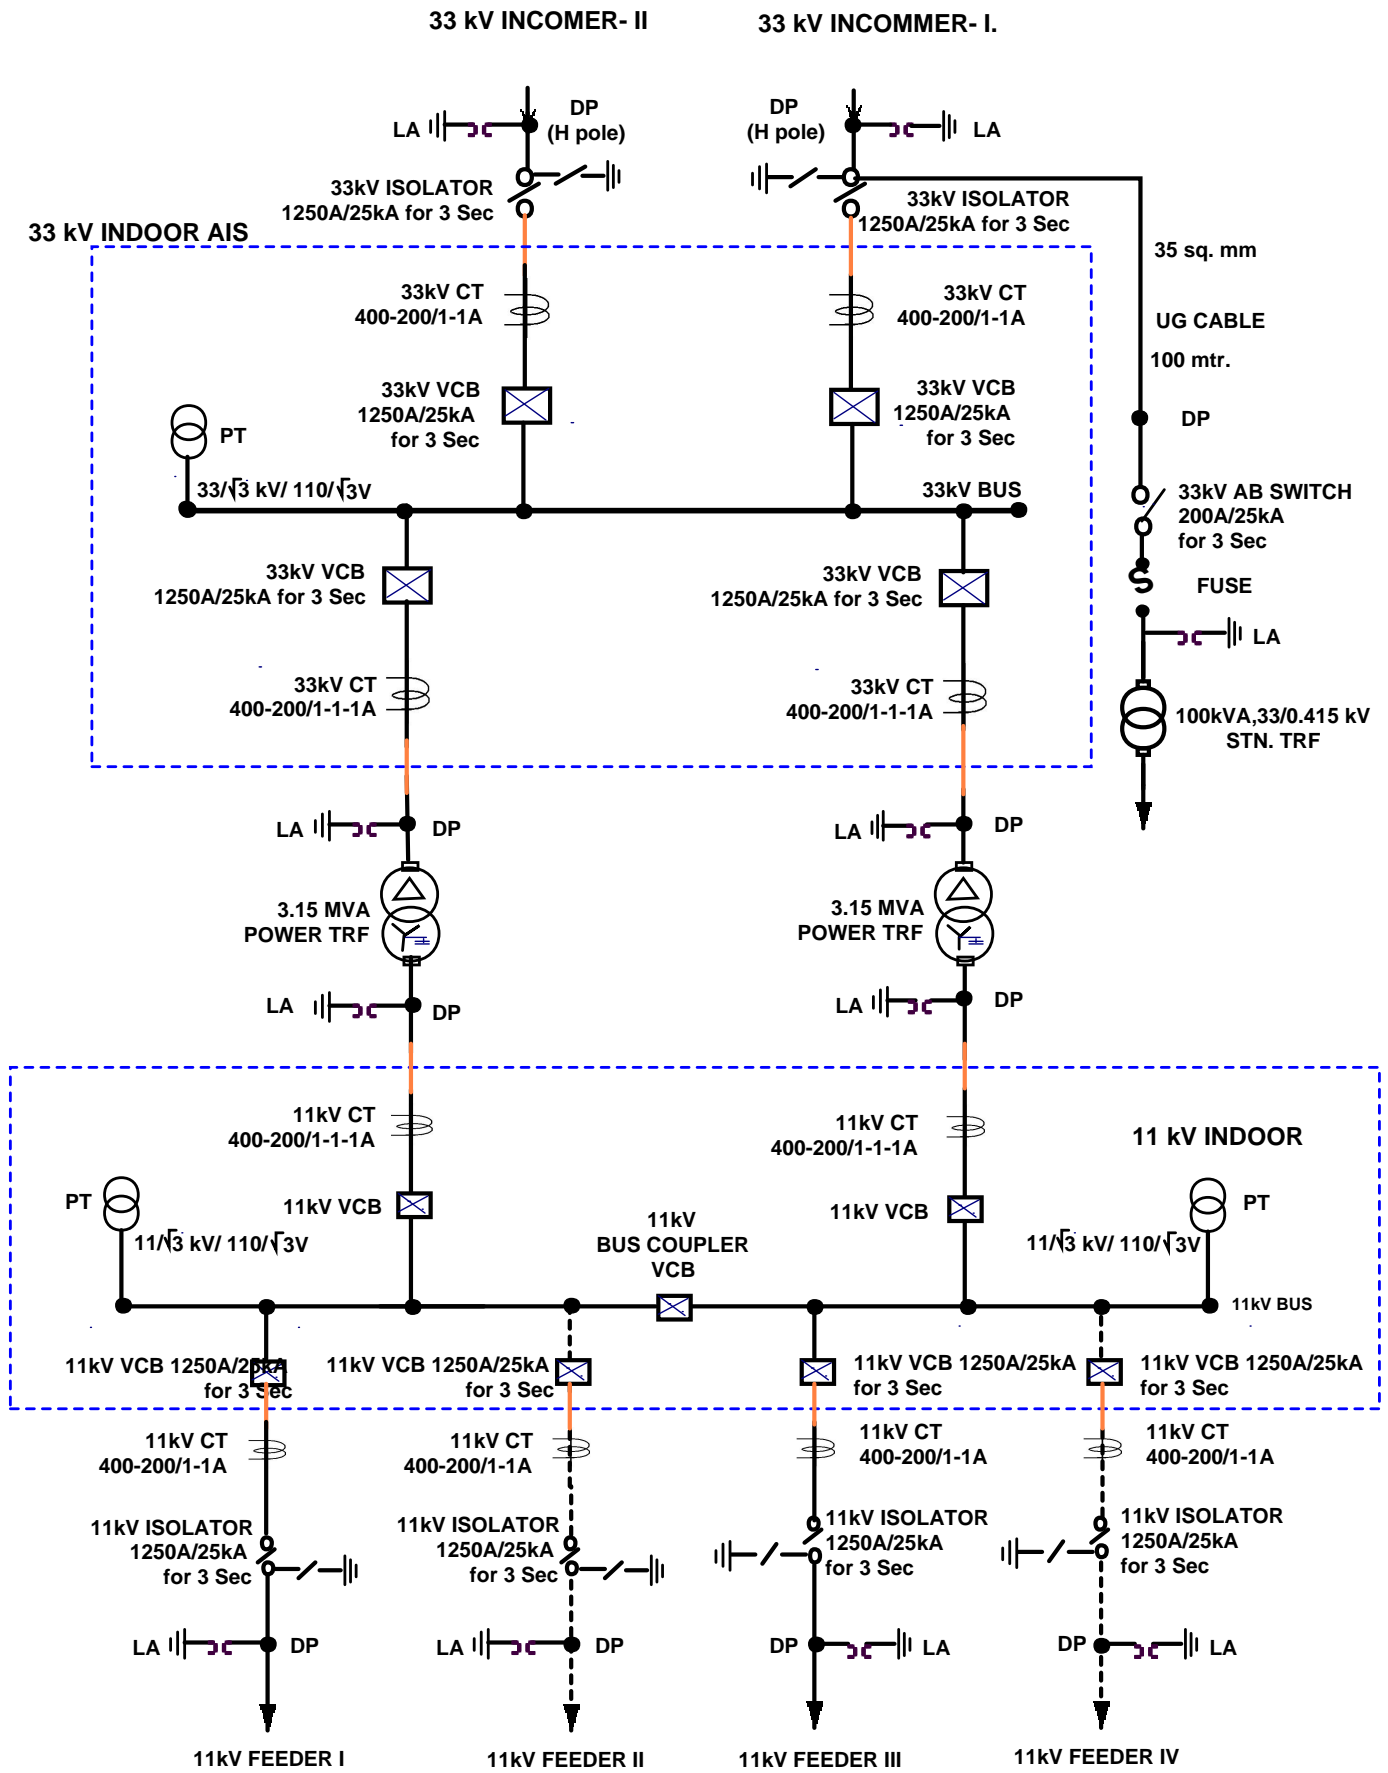 33 kV INCOMER- II
33 kV INCOMMER- I.
LA
DP
(H pole)
DP
(H pole)
LA
33kV ISOLATOR
1250A/25kA for 3 Sec
33kV ISOLATOR
1250A/25kA for 3 Sec
33 kV INDOOR AIS
35 sq. mm
UG CABLE
100 mtr.
33kV CT
400-200/1-1A
33kV CT
400-200/1-1A
33kV VCB
1250A/25kA
for 3 Sec
33kV VCB
1250A/25kA
for 3 Sec
PT
33/√3 kV/ 110/√3V
33kV BUS
DP
33kV AB SWITCH
200A/25kA
for 3 Sec
FUSE
LA
100kVA,33/0.415 kV
STN. TRF
33kV VCB
1250A/25kA for 3 Sec
33kV VCB
1250A/25kA for 3 Sec
33kV CT
400-200/1-1-1A
33kV CT
400-200/1-1-1A
LA
DP
LA
DP
3.15 MVA
POWER TRF
3.15 MVA
POWER TRF
LA
DP
LA
DP
11kV CT
400-200/1-1-1A
11kV CT
400-200/1-1-1A
11 kV INDOOR
PT
11kV VCB
11kV VCB
PT
11/√3 kV/ 110/√3V
11kV
BUS COUPLER
VCB
11/√3 kV/ 110/√3V
11kV BUS
11kV VCB 1250A/25kA
for 3 Sec
11kV VCB 1250A/25kA
for 3 Sec
11kV VCB 1250A/25kA
for 3 Sec
11kV VCB 1250A/25kA
for 3 Sec
11kV CT
400-200/1-1A
11kV CT
400-200/1-1A
11kV CT
400-200/1-1A
11kV CT
400-200/1-1A
11kV ISOLATOR
1250A/25kA
for 3 Sec
11kV ISOLATOR
1250A/25kA
for 3 Sec
11kV ISOLATOR
1250A/25kA
for 3 Sec
11kV ISOLATOR
1250A/25kA
for 3 Sec
LA
DP
LA
DP
DP
LA
DP
LA
11kV FEEDER I
11kV FEEDER II
11kV FEEDER III
11kV FEEDER IV